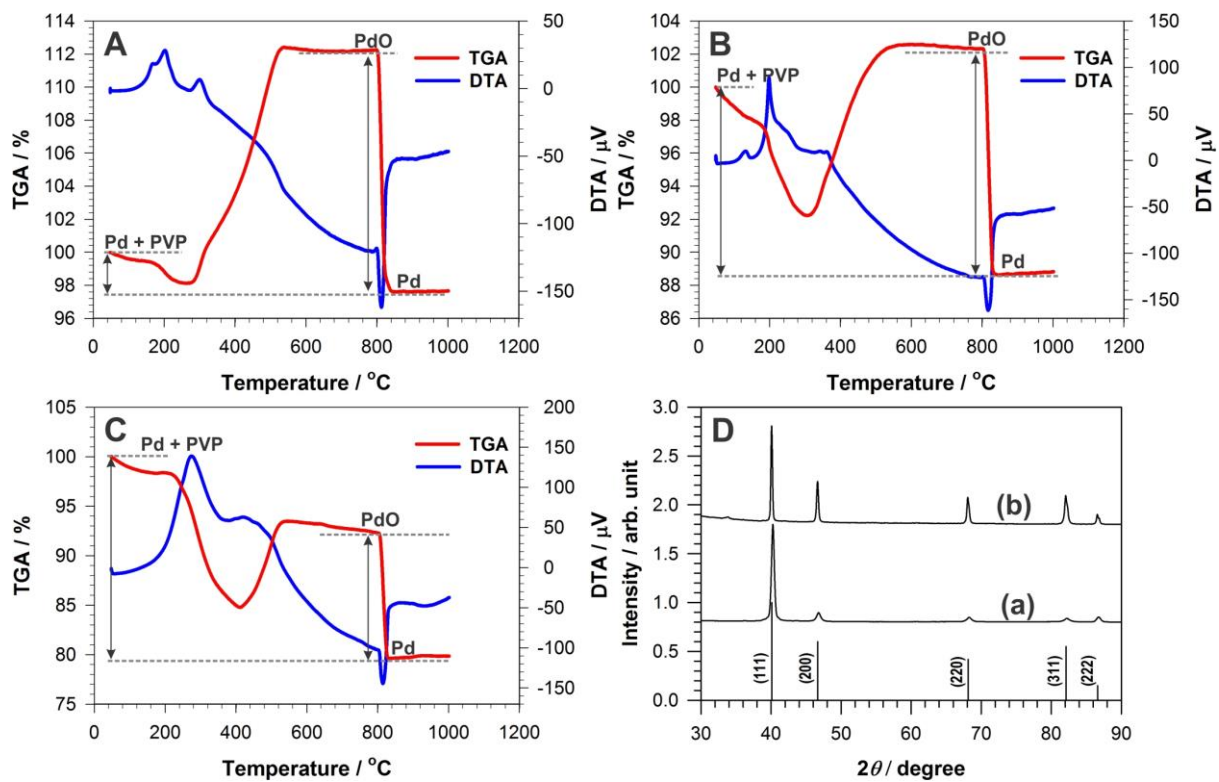 A
TGA / %
114
112
110
108
106
104
102
100
98
96
50
0
-50
-100
-150
DTA / µV
PdO
TGA
DTA
Pd + PVP
Pd
0 200 400 600 800 1000 1200
Temperature / °C
B
TGA / %
106
104
102
100
98
96
94
92
90
88
86
150
100
50
0
-50
-100
-150
DTA / µV
PdO
TGA
DTA
Pd + PVP
Pd
0 200 400 600 800 1000 1200
Temperature / °C
C
TGA / %
105
100
95
90
85
80
75
200
150
100
50
0
-50
-100
-150
DTA / µV
Pd + PVP
TGA
DTA
PdO
Pd
0 200 400 600 800 1000 1200
Temperature / °C
D
Intensity / arb. unit
3.0
2.5
2.0
1.5
1.0
0.5
0.0
(b)
(a)
(111)
(200)
(220)
(311)
(222)
30 40 50 60 70 80 90
2θ / degree